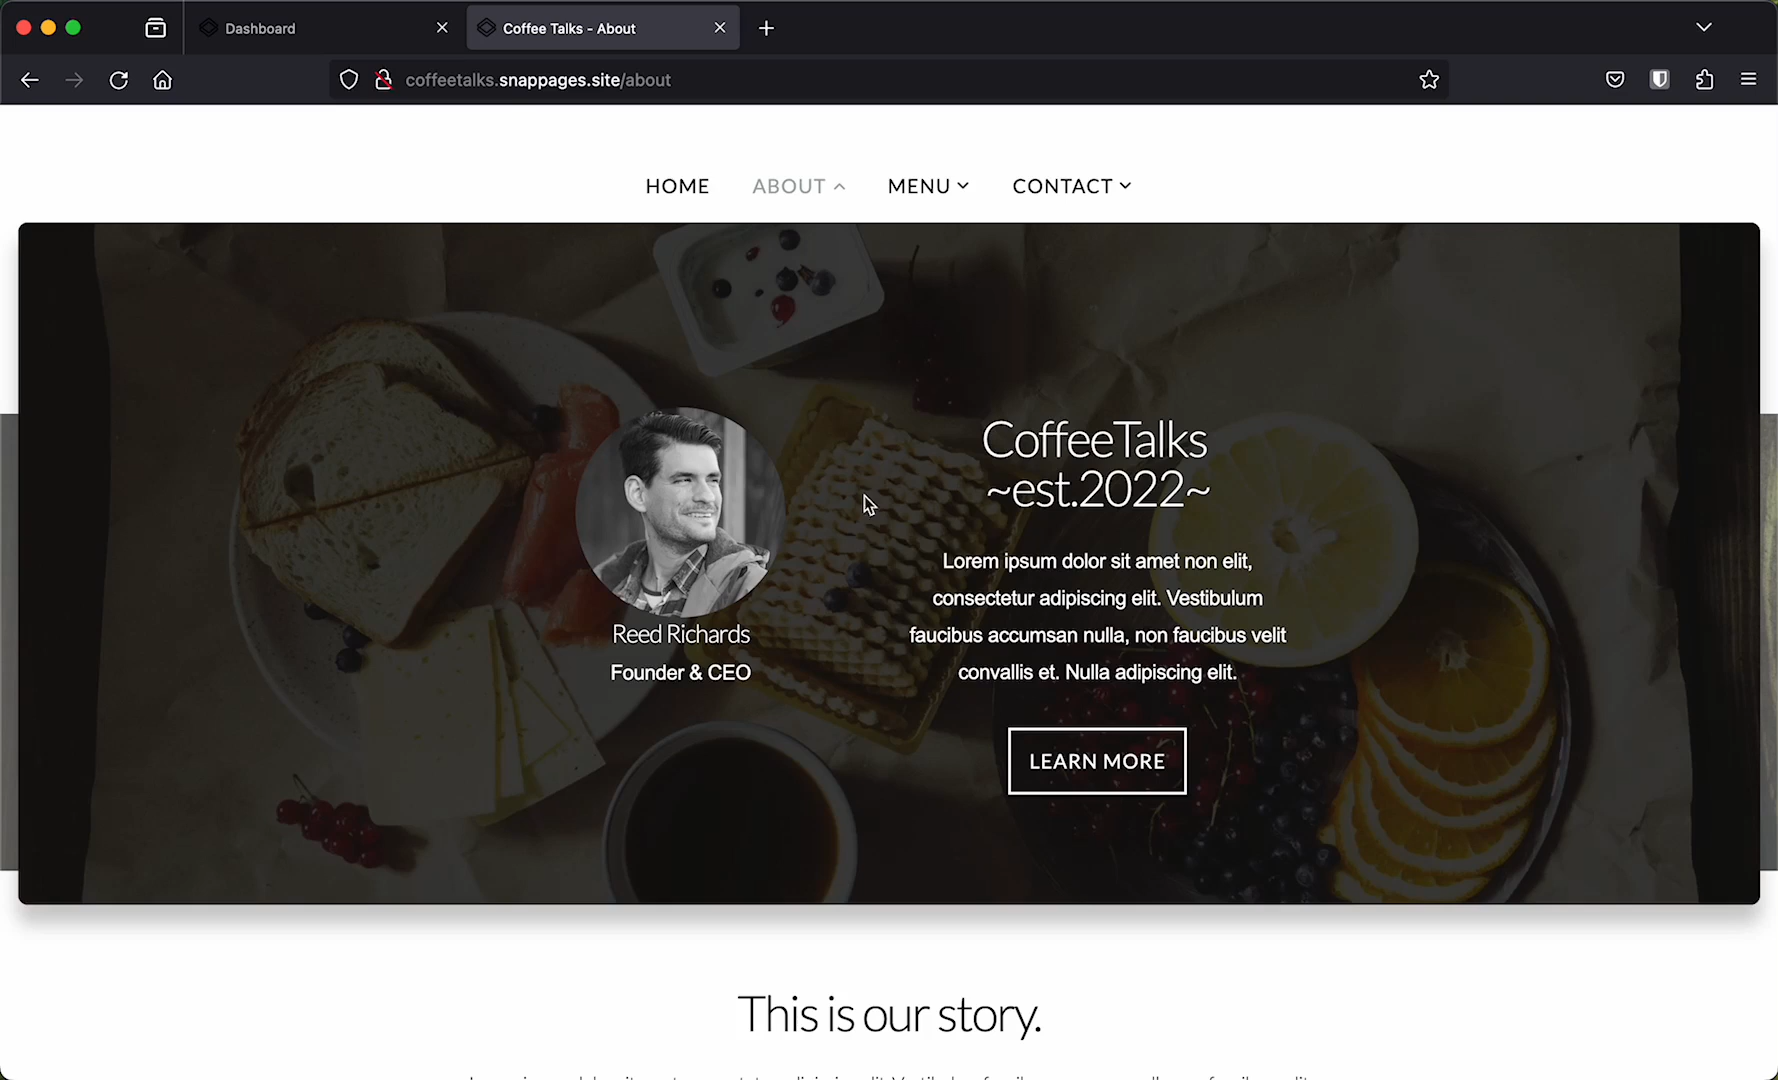 Dashboard
Coffee Talks - About
coffeetalks.snappages.site/about
HOME
ABOUT
MENU
CONTACT
CoffeeTalks
~est.2022~
Reed Richards
Founder & CEO
Lorem ipsum dolor sit amet non elit,
consectetur adipiscing elit. Vestibulum
faucibus accumsan nulla, non faucibus velit
convallis et. Nulla adipiscing elit.
LEARN MORE
This is our story.